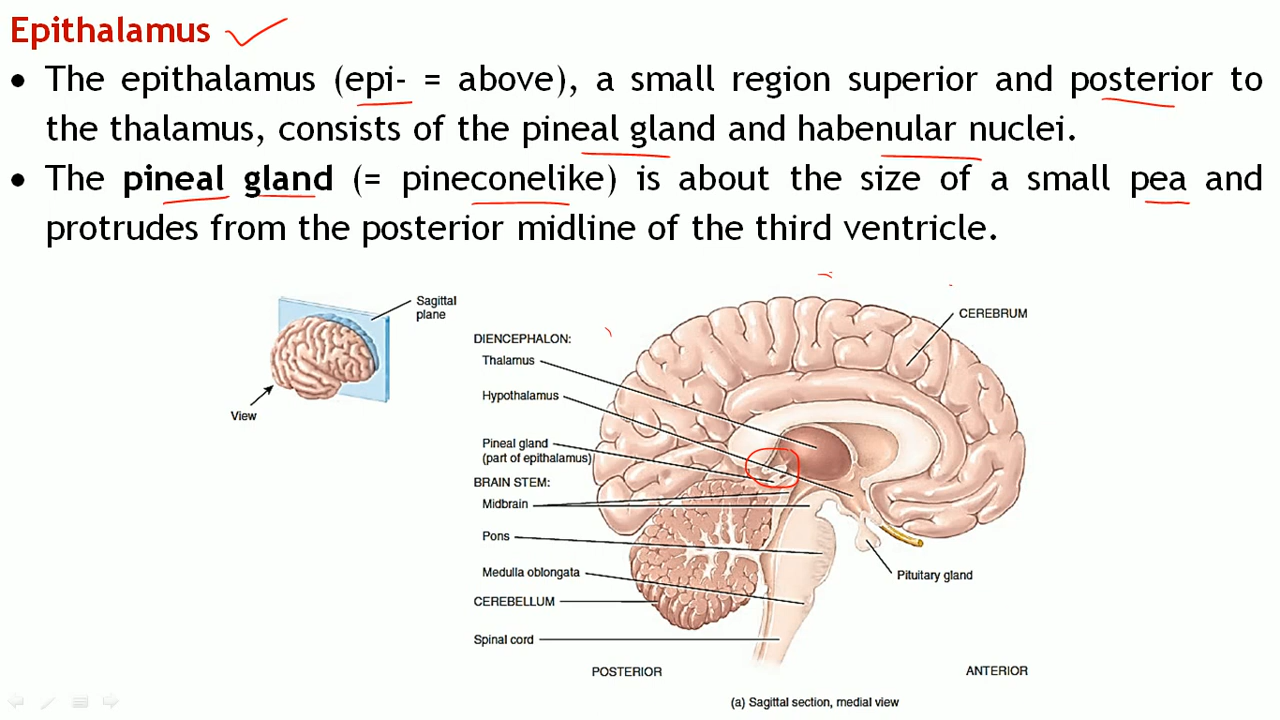 Epithalamus
• The epithalamus (epi- = above), a small region superior and posterior to
the thalamus, consists of the pineal gland and habenular nuclei.
• The pineal gland (= pineconelike) is about the size of a small pea and
protrudes from the posterior midline of the third ventricle.
Sagittal
plane
View
DIENCEPHALON:
Thalamus
Hypothalamus
Pineal gland
(part of epithalamus)
BRAIN STEM:
Midbrain
Pons
Medulla oblongata
CEREBELLUM
Spinal cord
CEREBRUM
Pituitary gland
POSTERIOR
ANTERIOR
(a) Sagittal section, medial view